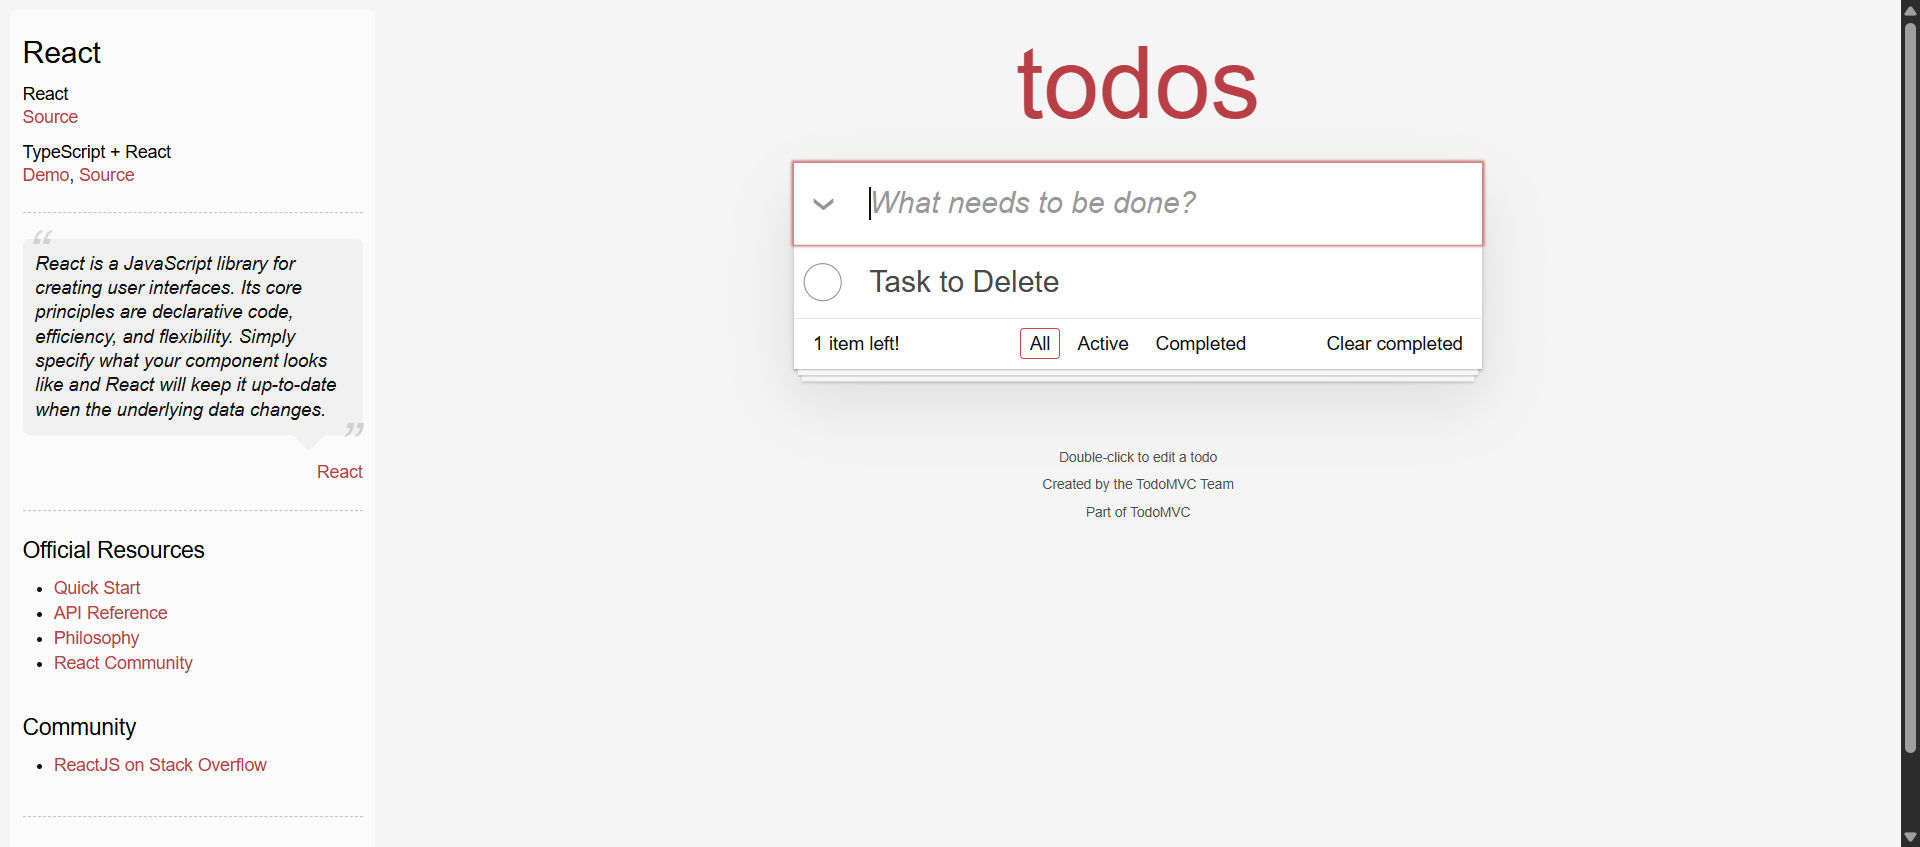 React
React
Source
TypeScript + React
Demo, Source
“
React is a JavaScript library for
creating user interfaces. Its core
principles are declarative code,
efficiency, and flexibility. Simply
specify what your component looks
like and React will keep it up-to-date
when the underlying data changes.
”
React
Official Resources
Quick Start
API Reference
Philosophy
React Community
Community
ReactJS on Stack Overflow
todos
What needs to be done?
Task to Delete
1 item left! All Active Completed Clear completed
Double-click to edit a todo
Created by the TodoMVC Team
Part of TodoMVC